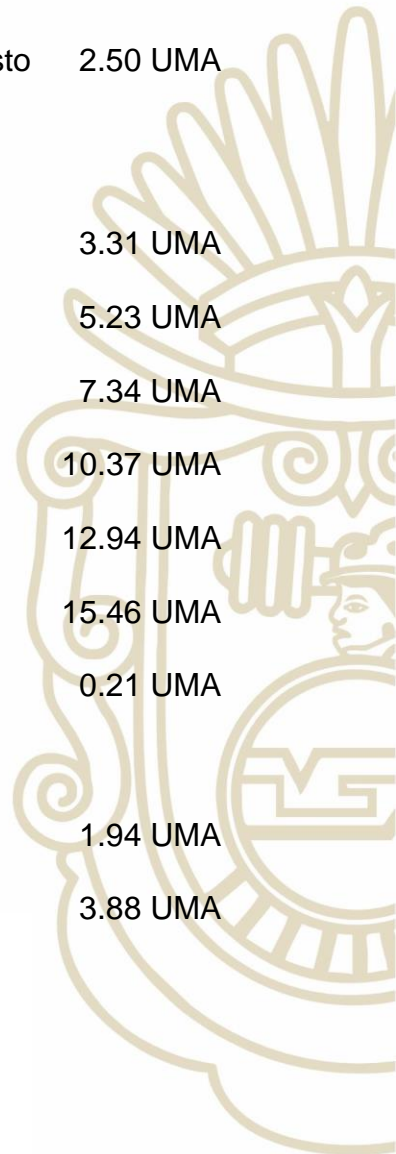 sto 2.50 UMA
3.31 UMA
5.23 UMA
7.34 UMA
10.37 UMA
12.94 UMA
15.46 UMA
0.21 UMA
1.94 UMA
3.88 UMA